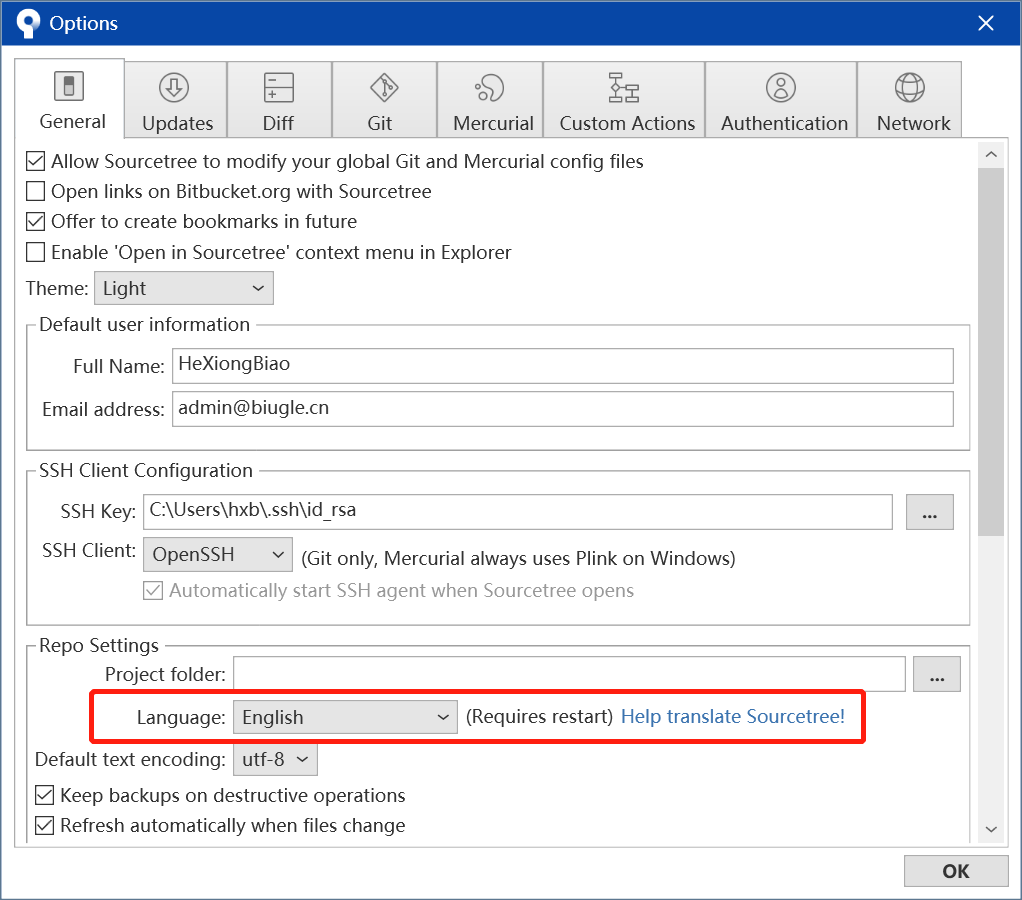 Options
General Updates Diff Git Mercurial Custom Actions Authentication Network
Allow Sourcetree to modify your global Git and Mercurial config files
Open links on Bitbucket.org with Sourcetree
Offer to create bookmarks in future
Enable 'Open in Sourcetree' context menu in Explorer
Theme: Light
Default user information
Full Name: HeXiongBiao
Email address: admin@biugle.cn
SSH Client Configuration
SSH Key: C:\Users\hxb\.ssh\id_rsa ...
SSH Client: OpenSSH (Git only, Mercurial always uses Plink on Windows)
Automatically start SSH agent when Sourcetree opens
Repo Settings
Project folder: ...
Language: English (Requires restart) Help translate Sourcetree!
Default text encoding: utf-8
Keep backups on destructive operations
Refresh automatically when files change
OK